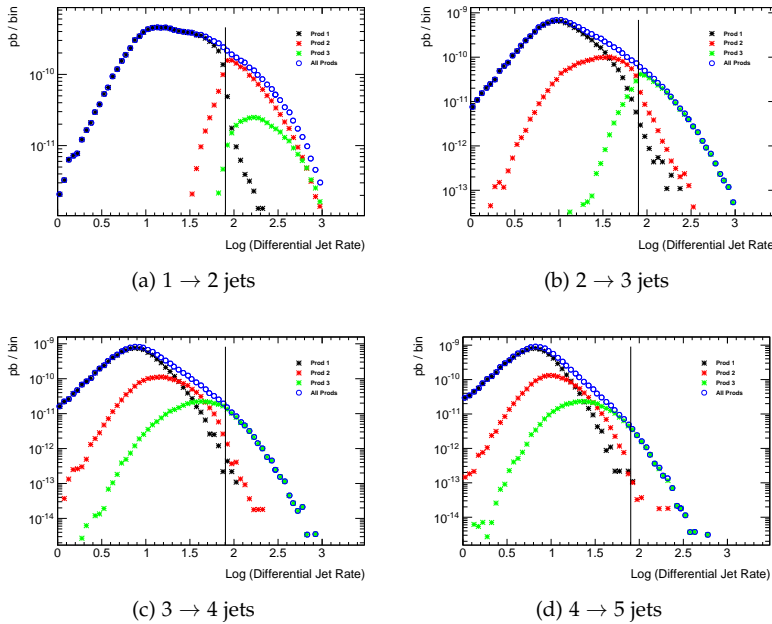 pb / bin
10⁻¹⁰
10⁻¹¹
Prod 1
Prod 2
Prod 3
All Prods
0 0.5 1 1.5 2 2.5 3
Log (Differential Jet Rate)
(a) 1 → 2 jets
pb / bin
10⁻⁹
10⁻¹⁰
10⁻¹¹
10⁻¹²
10⁻¹³
Prod 1
Prod 2
Prod 3
All Prods
0 0.5 1 1.5 2 2.5 3
Log (Differential Jet Rate)
(b) 2 → 3 jets
pb / bin
10⁻⁹
10⁻¹⁰
10⁻¹¹
10⁻¹²
10⁻¹³
10⁻¹⁴
Prod 1
Prod 2
Prod 3
All Prods
0 0.5 1 1.5 2 2.5 3
Log (Differential Jet Rate)
(c) 3 → 4 jets
pb / bin
10⁻⁹
10⁻¹⁰
10⁻¹¹
10⁻¹²
10⁻¹³
10⁻¹⁴
Prod 1
Prod 2
Prod 3
All Prods
0 0.5 1 1.5 2 2.5 3
Log (Differential Jet Rate)
(d) 4 → 5 jets